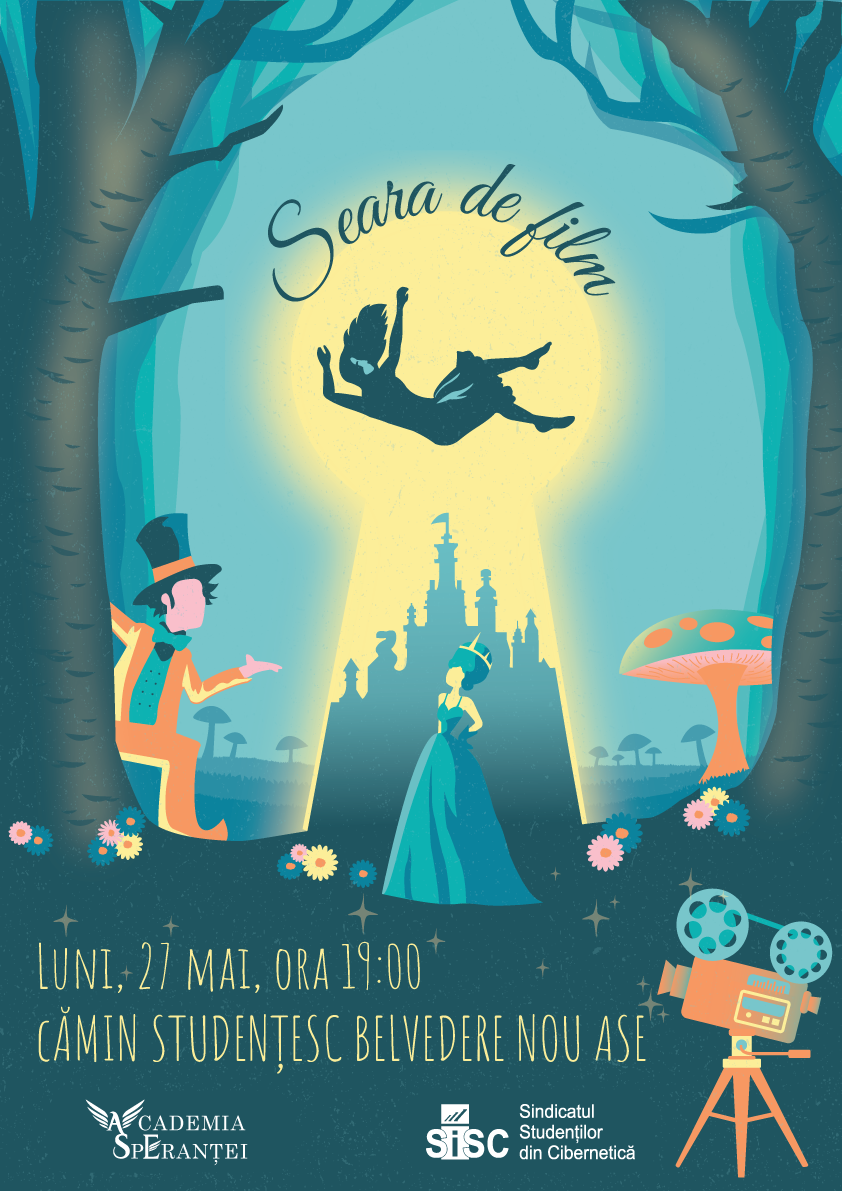 Seara de film
Luni, 27 mai, ora 19:00
cămin studențesc Belvedere Nou ASE
Academia
Speranței
SiSC
Sindicatul
Studenților
din Cibernetică